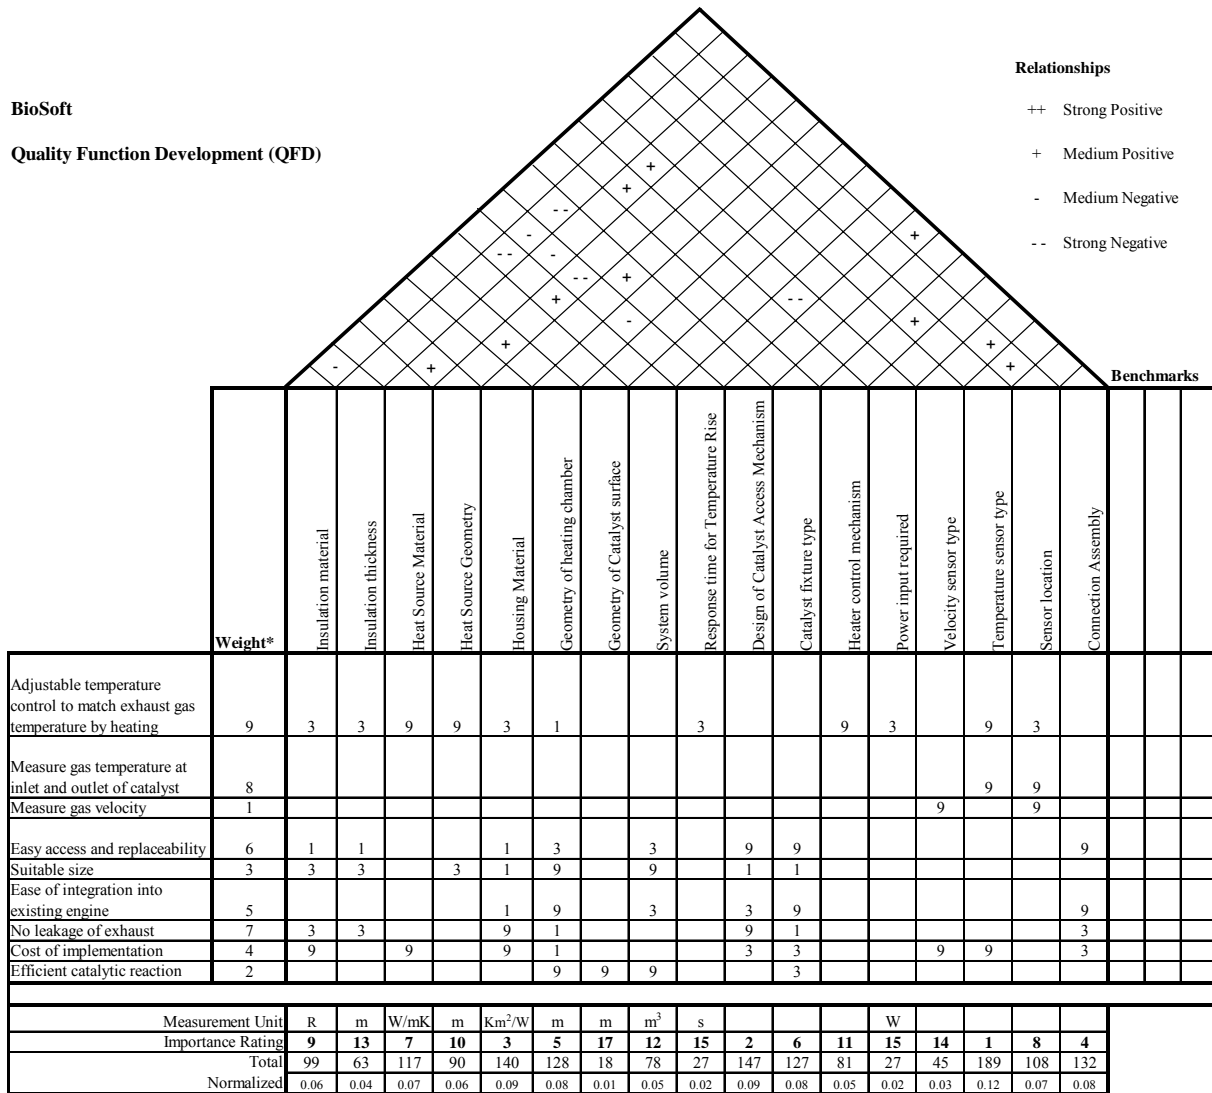 BioSoft
Quality Function Development (QFD)
Relationships
++ Strong Positive
+ Medium Positive
- Medium Negative
- - Strong Negative
+
+
- -
-
+
- - -
- - +
+ - -
- +
+ +
- + +
Benchmarks
Weight*
Insulation material
Insulation thickness
Heat Source Material
Heat Source Geometry
Housing Material
Geometry of heating chamber
Geometry of Catalyst surface
System volume
Response time for Temperature Rise
Design of Catalyst Access Mechanism
Catalyst fixture type
Heater control mechanism
Power input required
Velocity sensor type
Temperature sensor type
Sensor location
Connection Assembly
Adjustable temperature
control to match exhaust gas
temperature by heating 9 3 3 9 9 3 1 3 9 3 9 3
Measure gas temperature at
inlet and outlet of catalyst 8 9 9
Measure gas velocity 1 9 9
Easy access and replaceability 6 1 1 1 3 3 9 9 9
Suitable size 3 3 3 3 1 9 9 1 1
Ease of integration into
existing engine 5 1 9 3 3 9 9
No leakage of exhaust 7 3 3 9 1 9 1 3
Cost of implementation 4 9 9 9 1 3 3 9 9 3
Efficient catalytic reaction 2 9 9 9 3
Measurement Unit R m W/mK m Km²/W m m m³ s W
Importance Rating 9 13 7 10 3 5 17 12 15 2 6 11 15 14 1 8 4
Total 99 63 117 90 140 128 18 78 27 147 127 81 27 45 189 108 132
Normalized 0.06 0.04 0.07 0.06 0.09 0.08 0.01 0.05 0.02 0.09 0.08 0.05 0.02 0.03 0.12 0.07 0.08